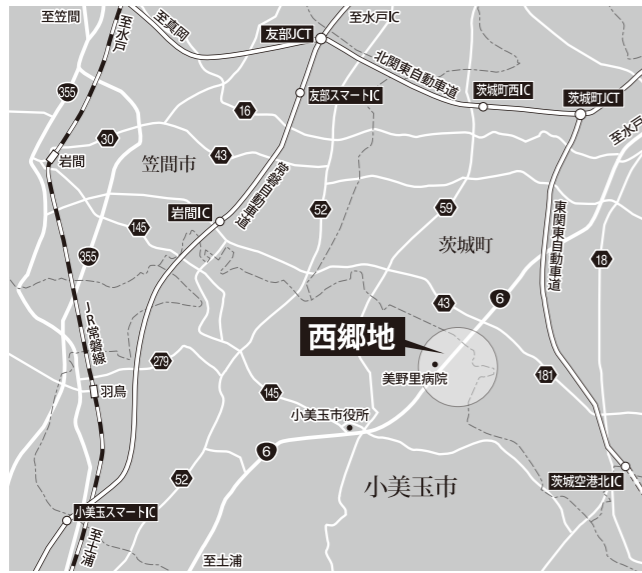 至笠間
至水戸
至真岡
友部JCT
至水戸IC
北関東自動車道
355
友部スマートIC
茨城町西IC
茨城町JCT
16
至水戸
30
岩間
43
笠間市
常磐自動車道
52
59
岩間IC
145
茨城町
東関東自動車道
18
355
JR常磐線
43
6
西郷地
279
美野里病院
羽鳥
181
145
小美玉市役所
6
52
小美玉市
茨城空港北IC
小美玉スマートIC
至土浦
至土浦